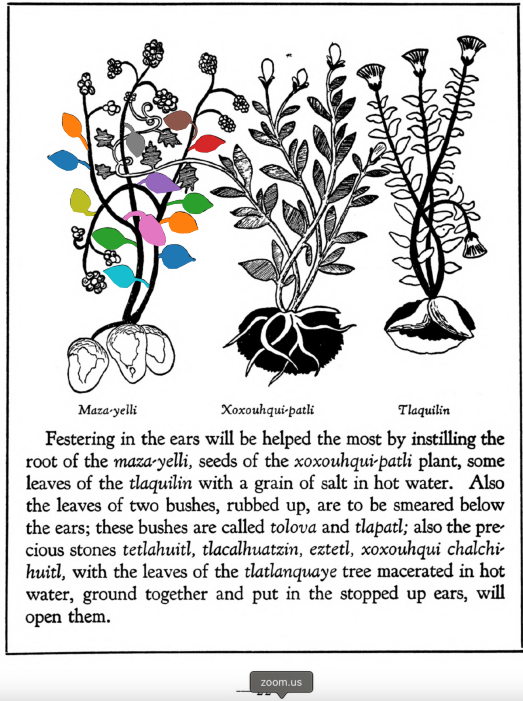 Maza-yelli Xoxouhqui-patli Tlaquilin
Festering in the ears will be helped the most by instilling the
root of the maza-yelli, seeds of the xoxouhqui-patli plant, some
leaves of the tlaquilin with a grain of salt in hot water. Also
the leaves of two bushes, rubbed up, are to be smeared below
the ears; these bushes are called tolova and tlapatl; also the pre-
cious stones tetlahuitl, tlacalhuatzin, eztetl, xoxouhqui chalchi-
huitl, with the leaves of the tlatlanquaye tree macerated in hot
water, ground together and put in the stopped up ears, will
open them.
zoom.us